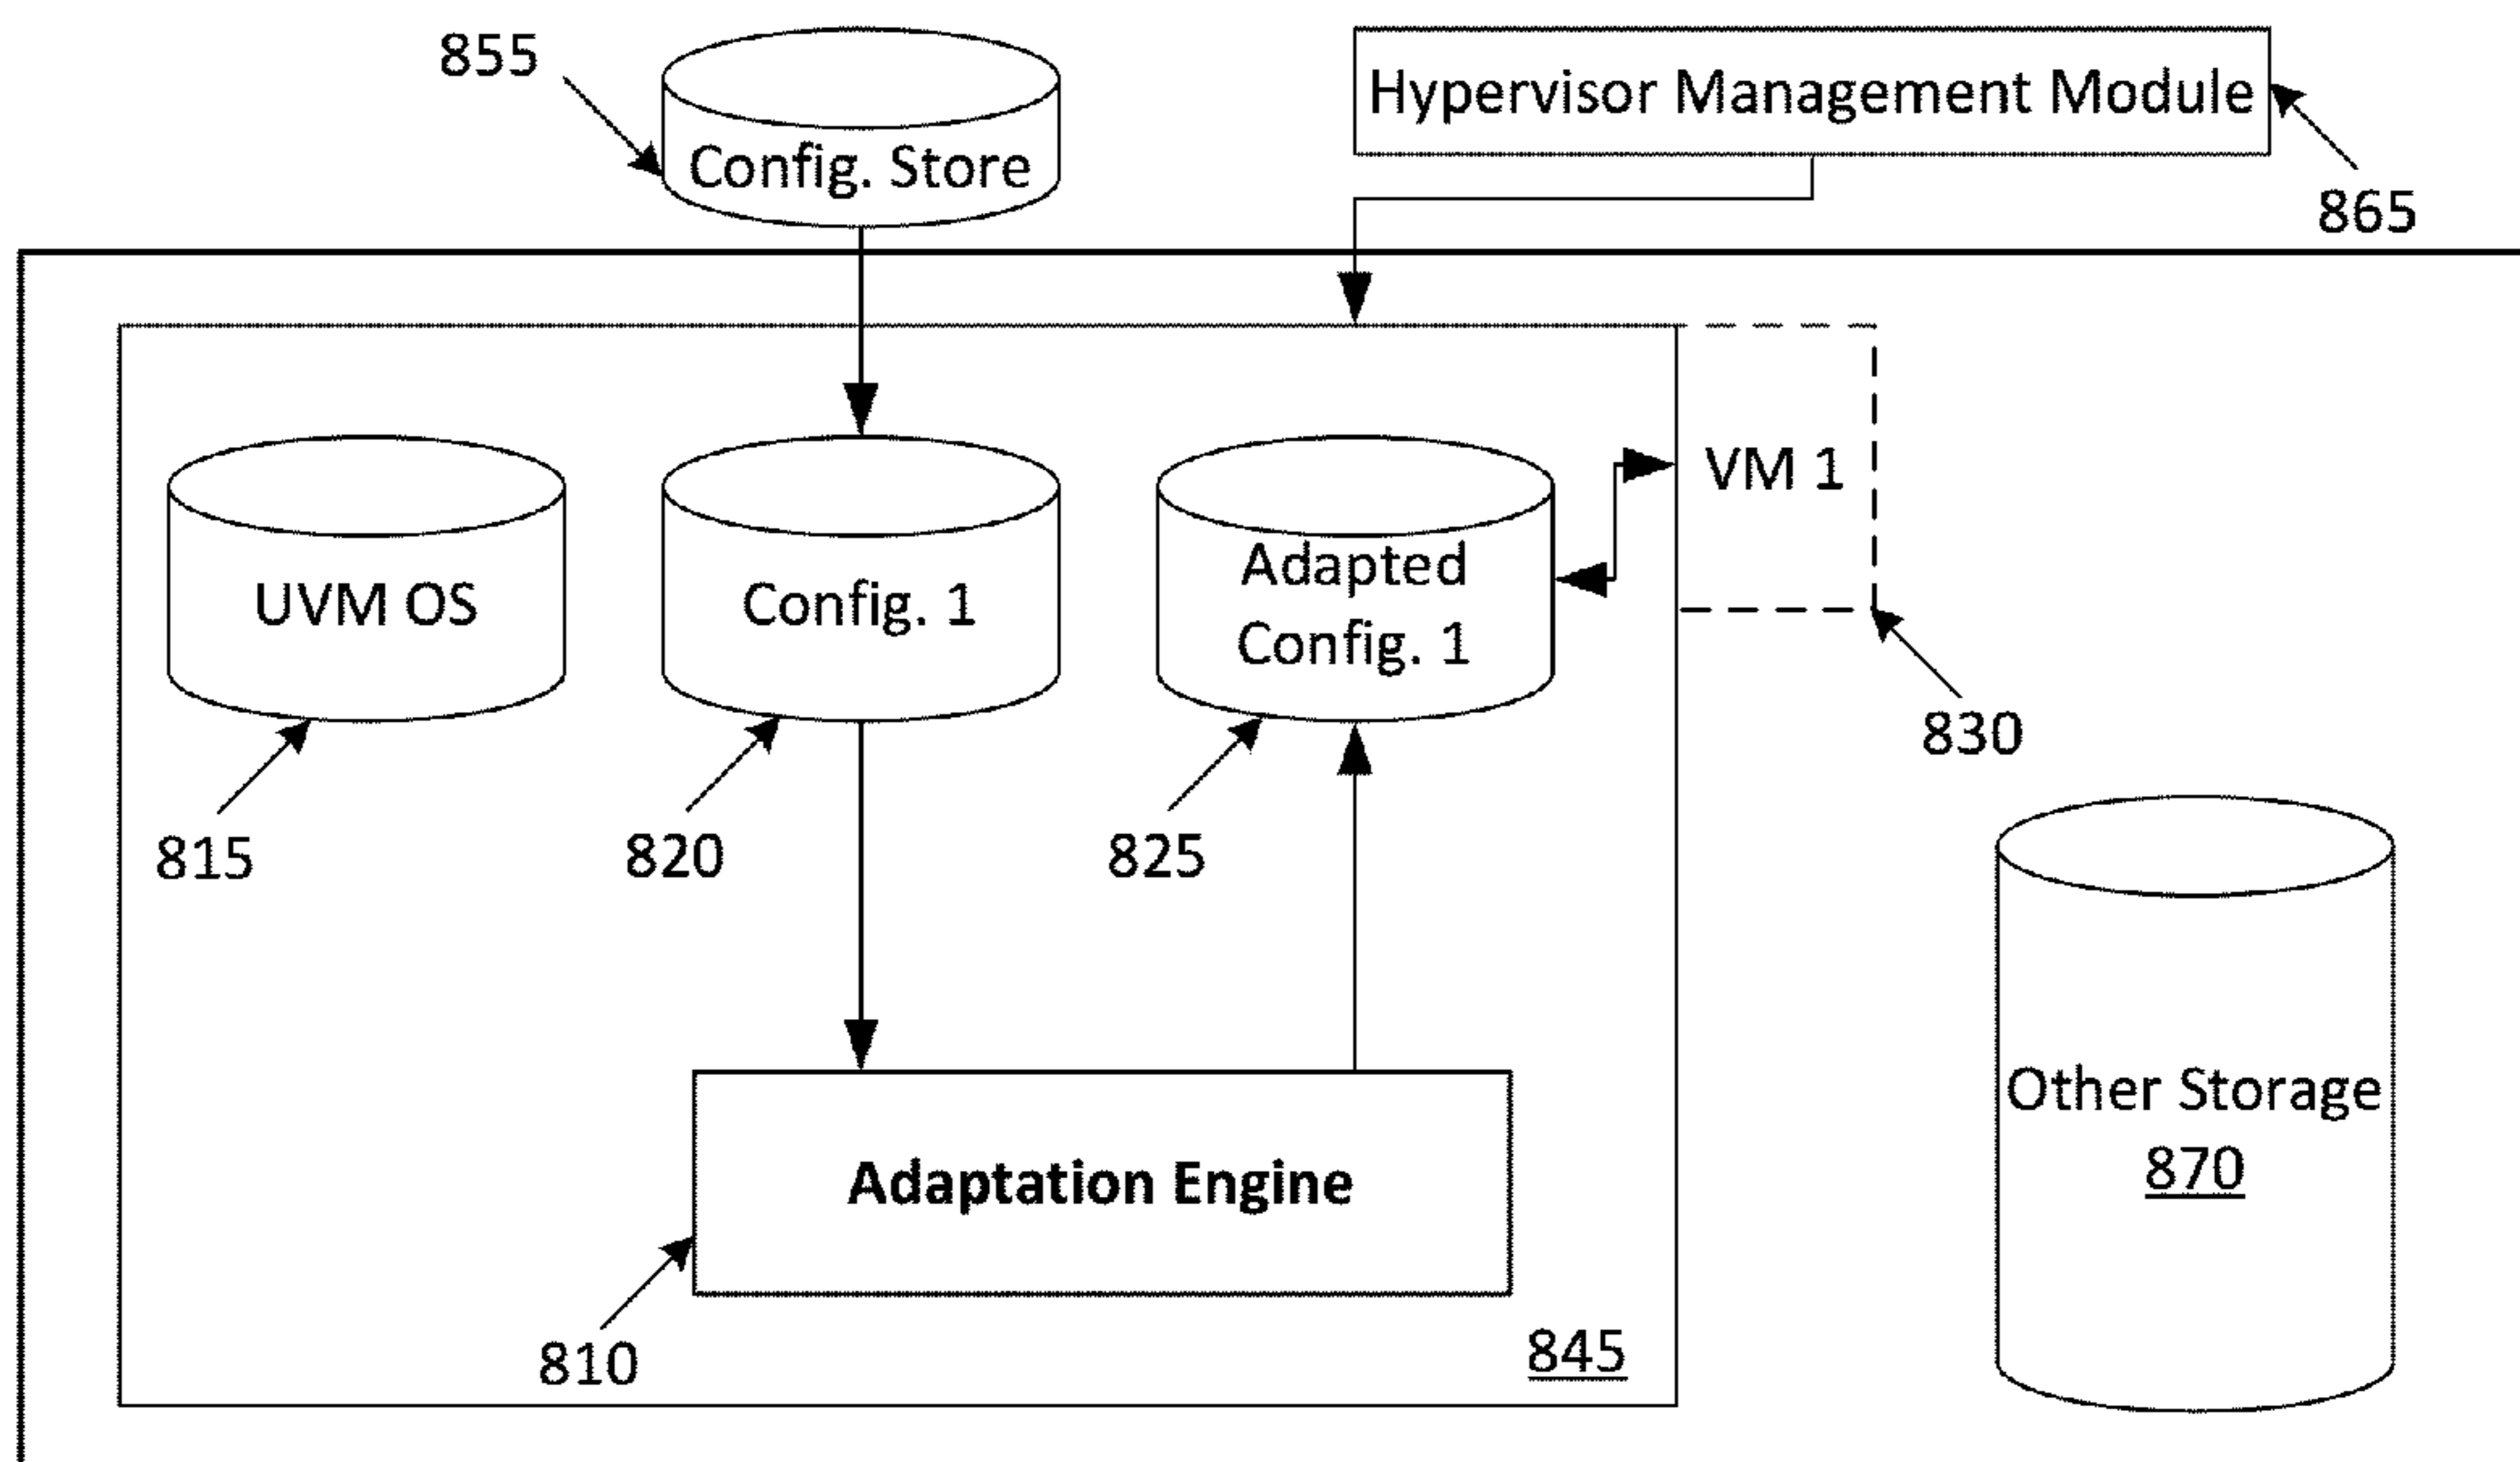 855
Config. Store
Hypervisor Management Module
865
UVM OS
Config. 1
Adapted
Config. 1
VM 1
815
820
825
830
Adaptation Engine
810
845
Other Storage
870